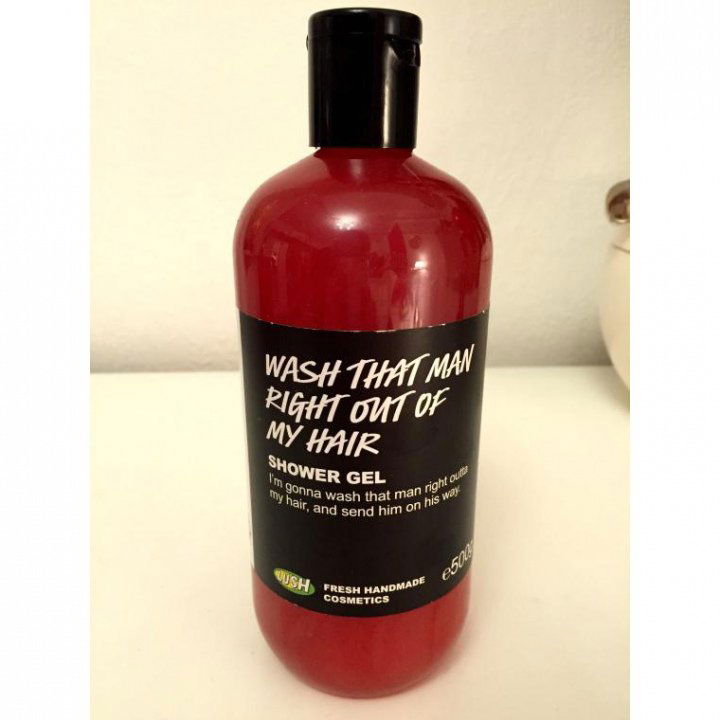 WASH THAT MAN
RIGHT OUT OF
MY HAIR
SHOWER GEL
I'm gonna wash that man right outta
my hair, and send him on his way.
LUSH
FRESH HANDMADE
COSMETICS
℮500g